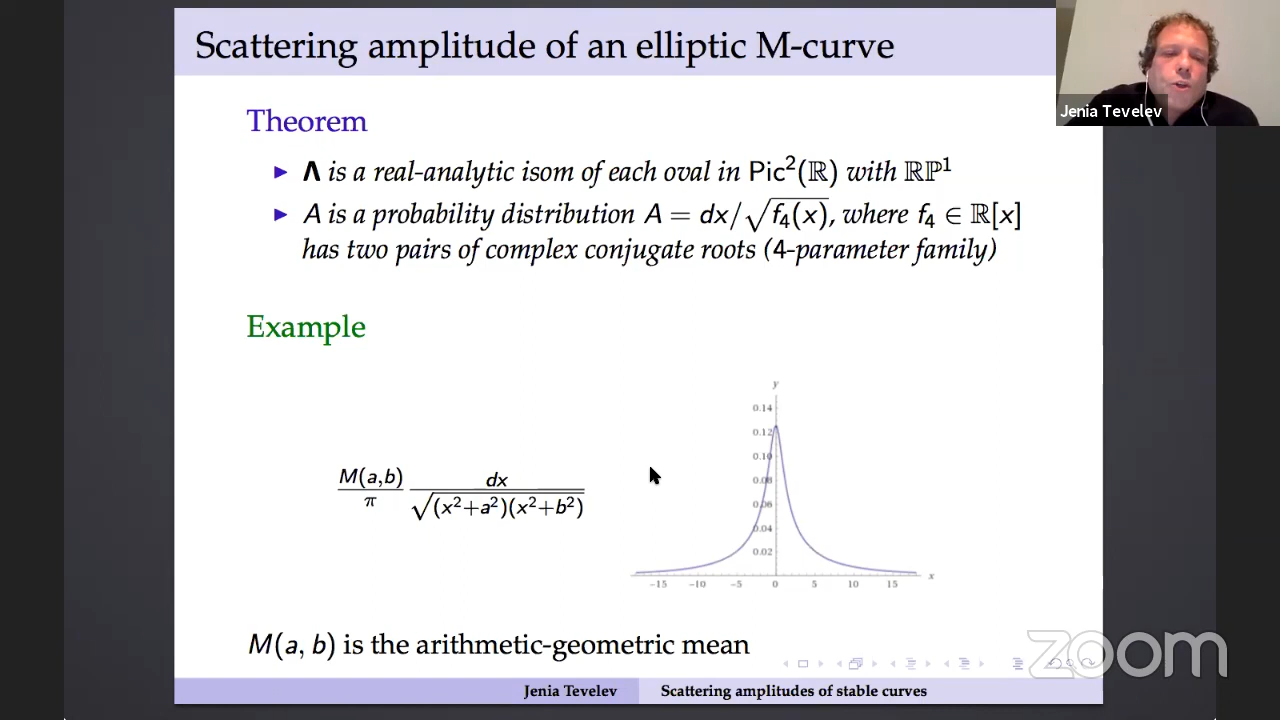 Scattering amplitude of an elliptic M-curve
Jenia Tevelev
Theorem
▶ Λ is a real-analytic isom of each oval in Pic²(ℝ) with ℝℙ¹
▶ A is a probability distribution A = dx/√f₄(x), where f₄ ∈ ℝ[x]
has two pairs of complex conjugate roots (4-parameter family)
Example
M(a,b)/π dx/√(x²+a²)(x²+b²)
y
0.14
0.12
0.10
0.08
0.06
0.04
0.02
-15 -10 -5 0 5 10 15 x
M(a, b) is the arithmetic-geometric mean
zoom
Jenia Tevelev Scattering amplitudes of stable curves